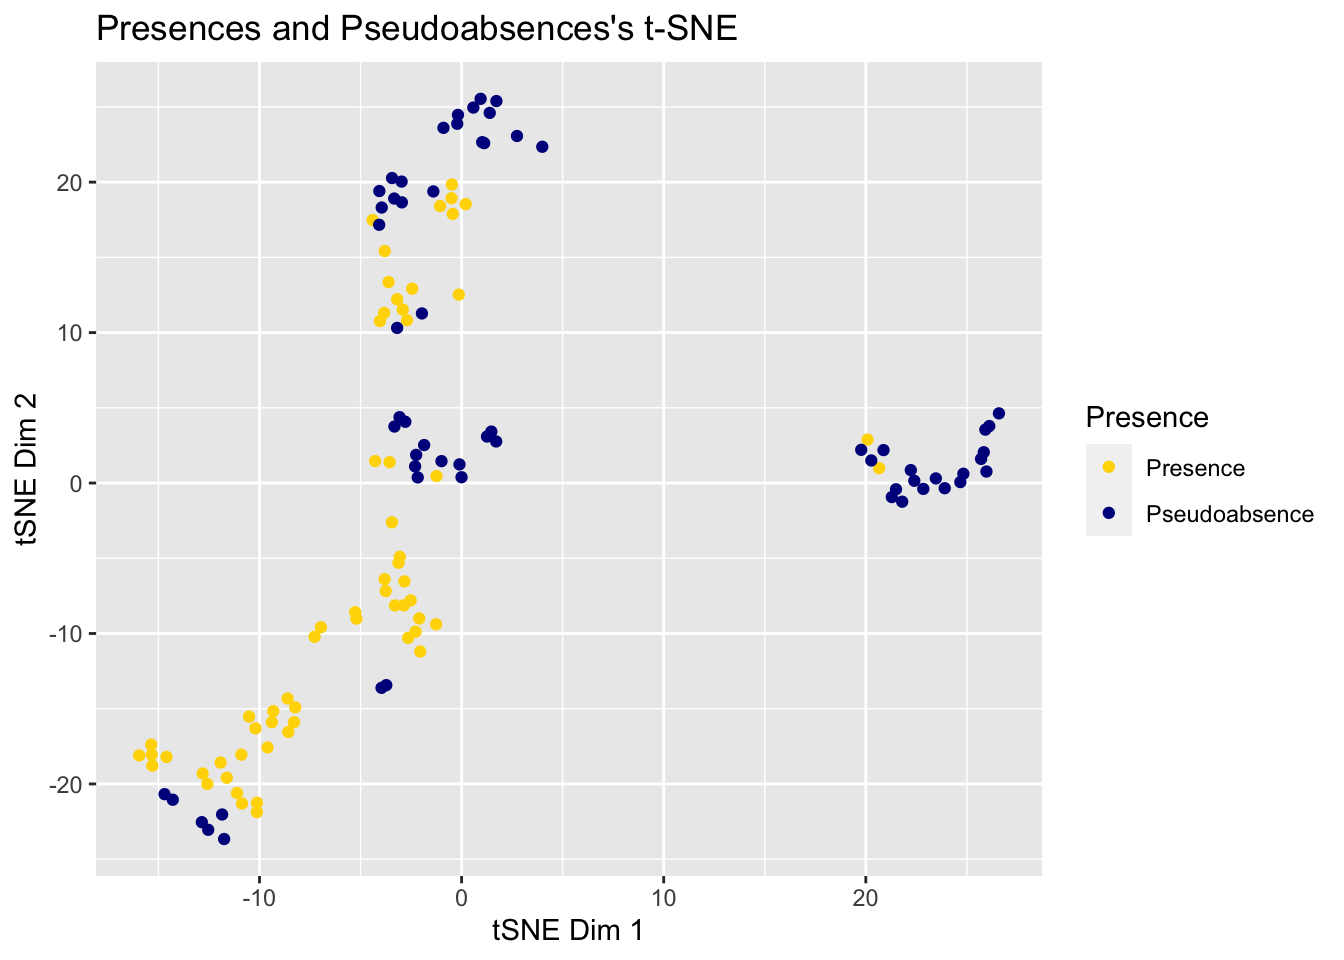 Presences and Pseudoabsences's t-SNE
tSNE Dim 2
20
10
0
-10
-20
-10
0
10
20
tSNE Dim 1
Presence
Presence
Pseudoabsence